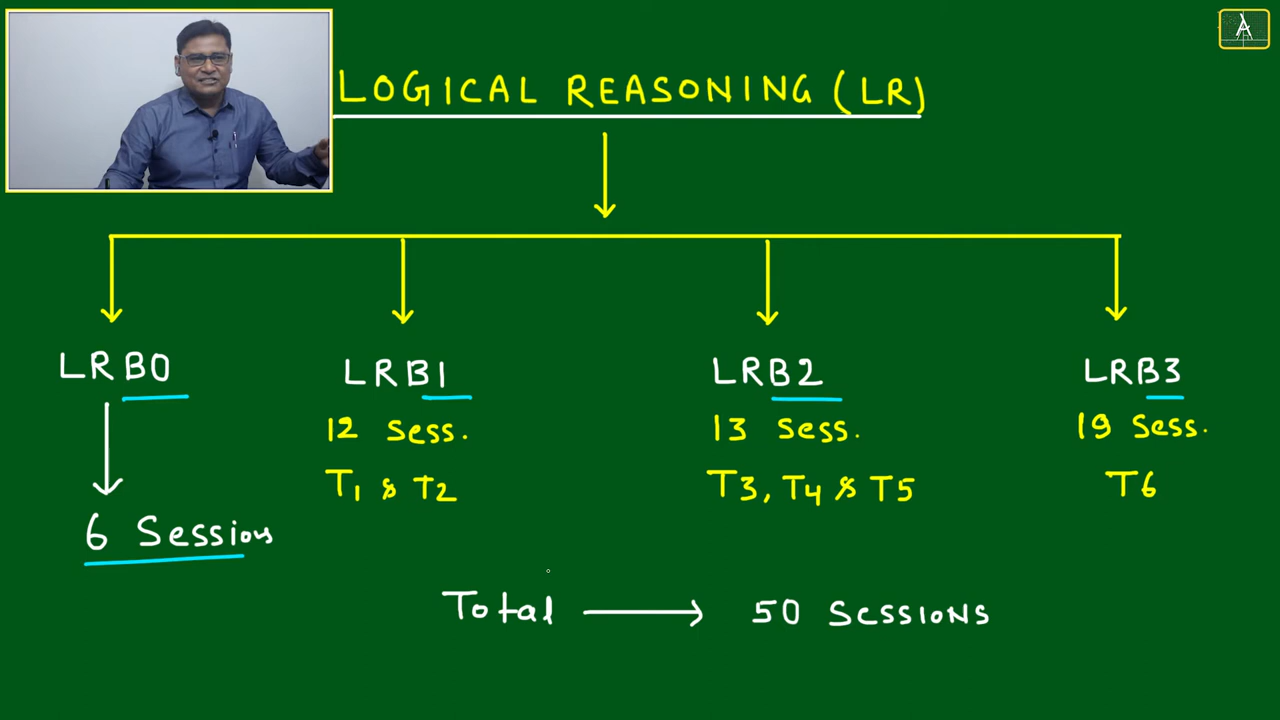 LOGICAL REASONING (LR)
LRB0
LRB1
LRB2
LRB3
12 Sess.
13 Sess.
19 Sess.
T1 & T2
T3, T4 & T5
T6
6 Sessions
Total → 50 SESSIONS